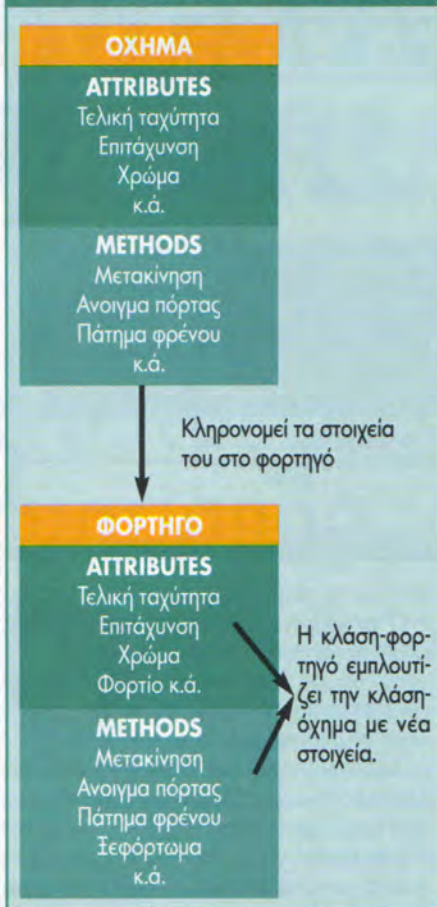 ΟΧΗΜΑ
ATTRIBUTES
Τελική ταχύτητα
Επιτάχυνση
Χρώμα
κ.ά.
METHODS
Μετακίνηση
Ανοιγμα πόρτας
Πάτημα φρένου
κ.ά.
Κληρονομεί τα στοιχεία
του στο φορτηγό
ΦΟΡΤΗΓΟ
ATTRIBUTES
Τελική ταχύτητα
Επιτάχυνση
Χρώμα
Φορτίο κ.ά.
METHODS
Μετακίνηση
Ανοιγμα πόρτας
Πάτημα φρένου
Ξεφόρτωμα
κ.ά.
Η κλάση-φορ-
τηγό εμπλουτί-
ζει την κλάση-
όχημα με νέα
στοιχεία.